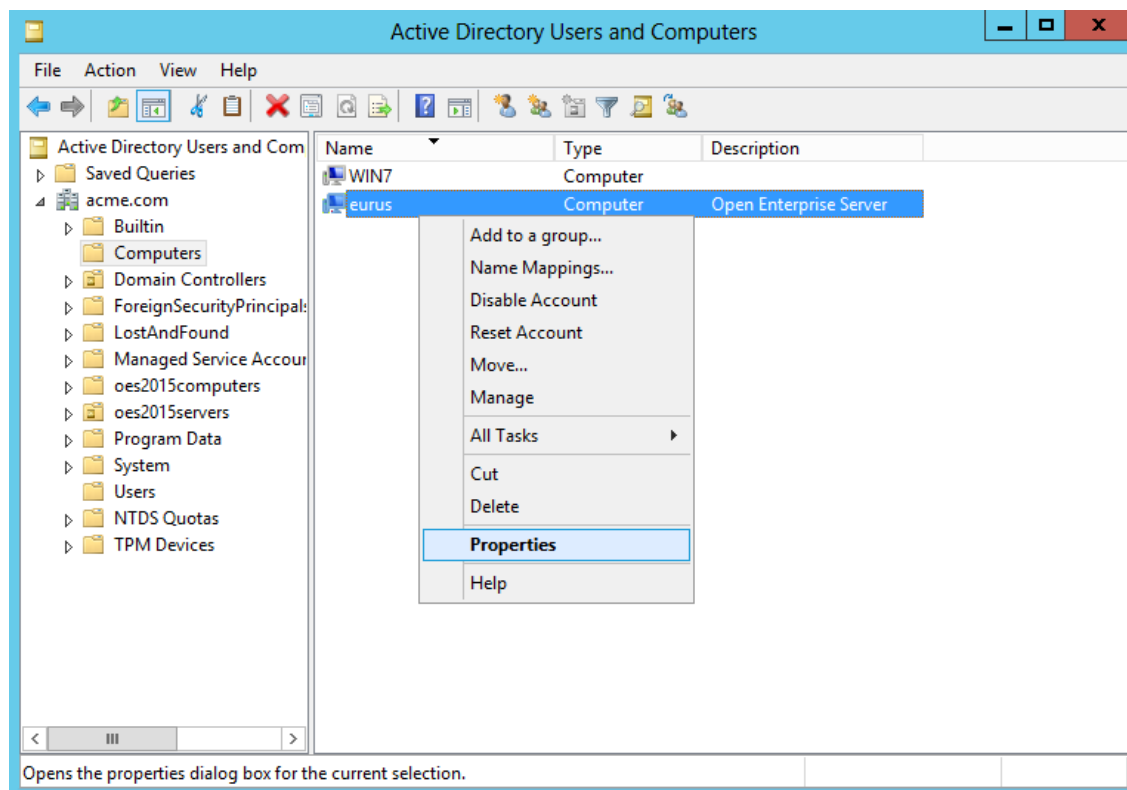 Active Directory Users and Computers
File Action View Help
Active Directory Users and Com
Saved Queries
acme.com
Builtin
Computers
Domain Controllers
ForeignSecurityPrincipals
LostAndFound
Managed Service Accour
oes2015computers
oes2015servers
Program Data
System
Users
NTDS Quotas
TPM Devices
Name Type Description
WIN7 Computer
eurus Computer Open Enterprise Server
Add to a group...
Name Mappings...
Disable Account
Reset Account
Move...
Manage
All Tasks
Cut
Delete
Properties
Help
Opens the properties dialog box for the current selection.